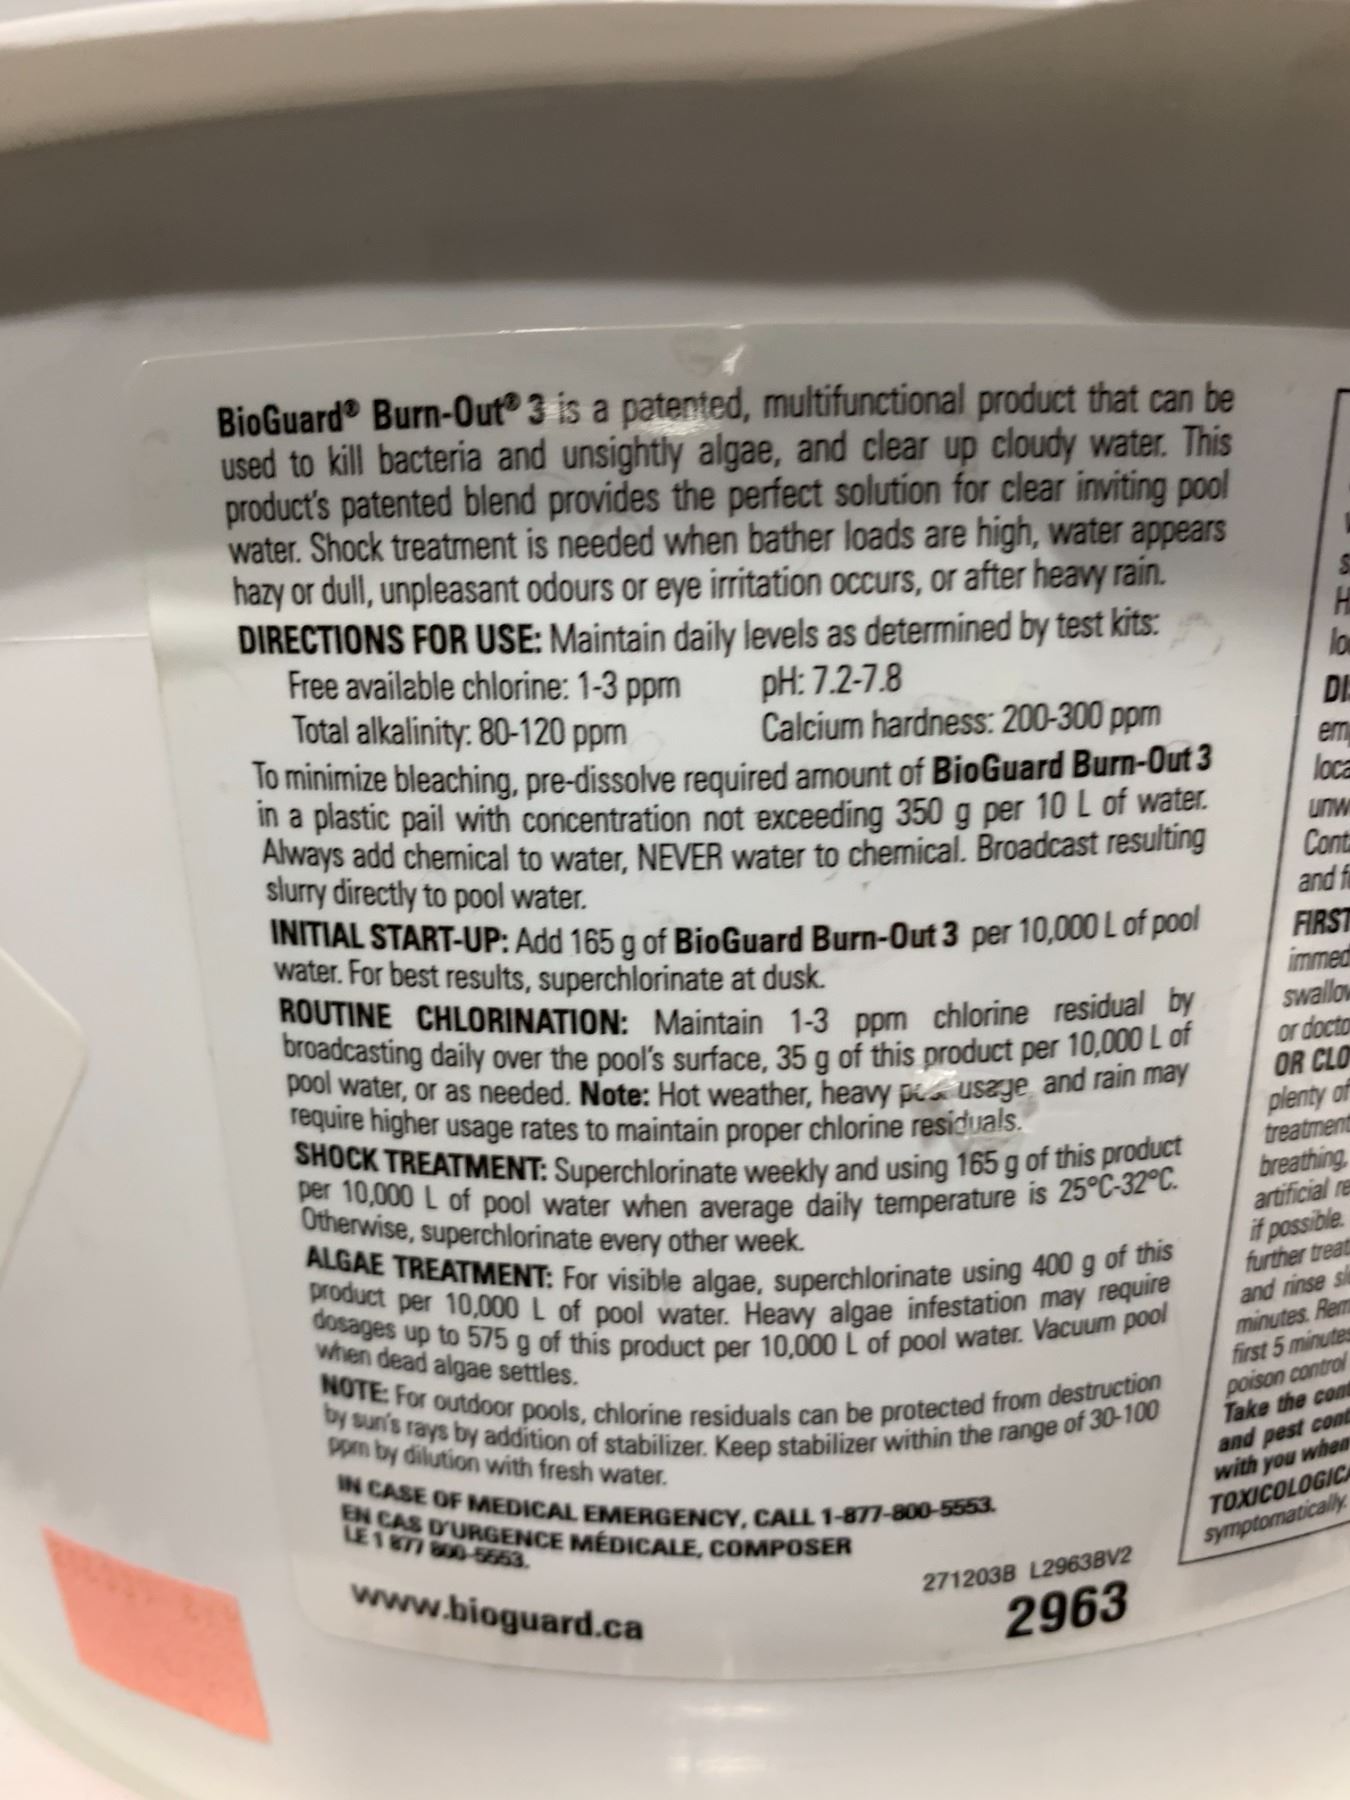 BioGuard® Burn-Out® 3 is a patented, multifunctional product that can be
used to kill bacteria and unsightly algae, and clear up cloudy water. This
product's patented blend provides the perfect solution for clear inviting pool
water. Shock treatment is needed when bather loads are high, water appears
hazy or dull, unpleasant odours or eye irritation occurs, or after heavy rain.
DIRECTIONS FOR USE: Maintain daily levels as determined by test kits:
Free available chlorine: 1-3 ppm pH: 7.2-7.8
Total alkalinity: 80-120 ppm Calcium hardness: 200-300 ppm
To minimize bleaching, pre-dissolve required amount of BioGuard Burn-Out 3
in a plastic pail with concentration not exceeding 350 g per 10 L of water.
Always add chemical to water, NEVER water to chemical. Broadcast resulting
slurry directly to pool water.
INITIAL START-UP: Add 165 g of BioGuard Burn-Out 3 per 10,000 L of pool
water. For best results, superchlorinate at dusk.
ROUTINE CHLORINATION: Maintain 1-3 ppm chlorine residual by
broadcasting daily over the pool's surface, 35 g of this product per 10,000 L of
pool water, or as needed. Note: Hot weather, heavy usage, and rain may
require higher usage rates to maintain proper chlorine residuals.
SHOCK TREATMENT: Superchlorinate weekly and using 165 g of this product
per 10,000 L of pool water when average daily temperature is 25°C-32°C.
Otherwise, superchlorinate every other week.
ALGAE TREATMENT: For visible algae, superchlorinate using 400 g of this
product per 10,000 L of pool water. Heavy algae infestation may require
dosages up to 575 g of this product per 10,000 L of pool water. Vacuum pool
when dead algae settles.
NOTE: For outdoor pools, chlorine residuals can be protected from destruction
by sun's rays by addition of stabilizer. Keep stabilizer within the range of 30-100
ppm by dilution with fresh water.
IN CASE OF MEDICAL EMERGENCY, CALL 1-877-800-5553.
EN CAS D'URGENCE MÉDICALE, COMPOSER
LE 1 877 800-5553.
271203B L2963BV2
www.bioguard.ca
2963
FIRST
immed
swallow
or docto
OR CLO
plenty of
treatment
breathing,
artificial re
if possible.
further treat
and rinse
minutes. Rem
first 5 minutes
poison control
Take the cont
and pest cont
with you when
TOXICOLOGICA
symptomatically.